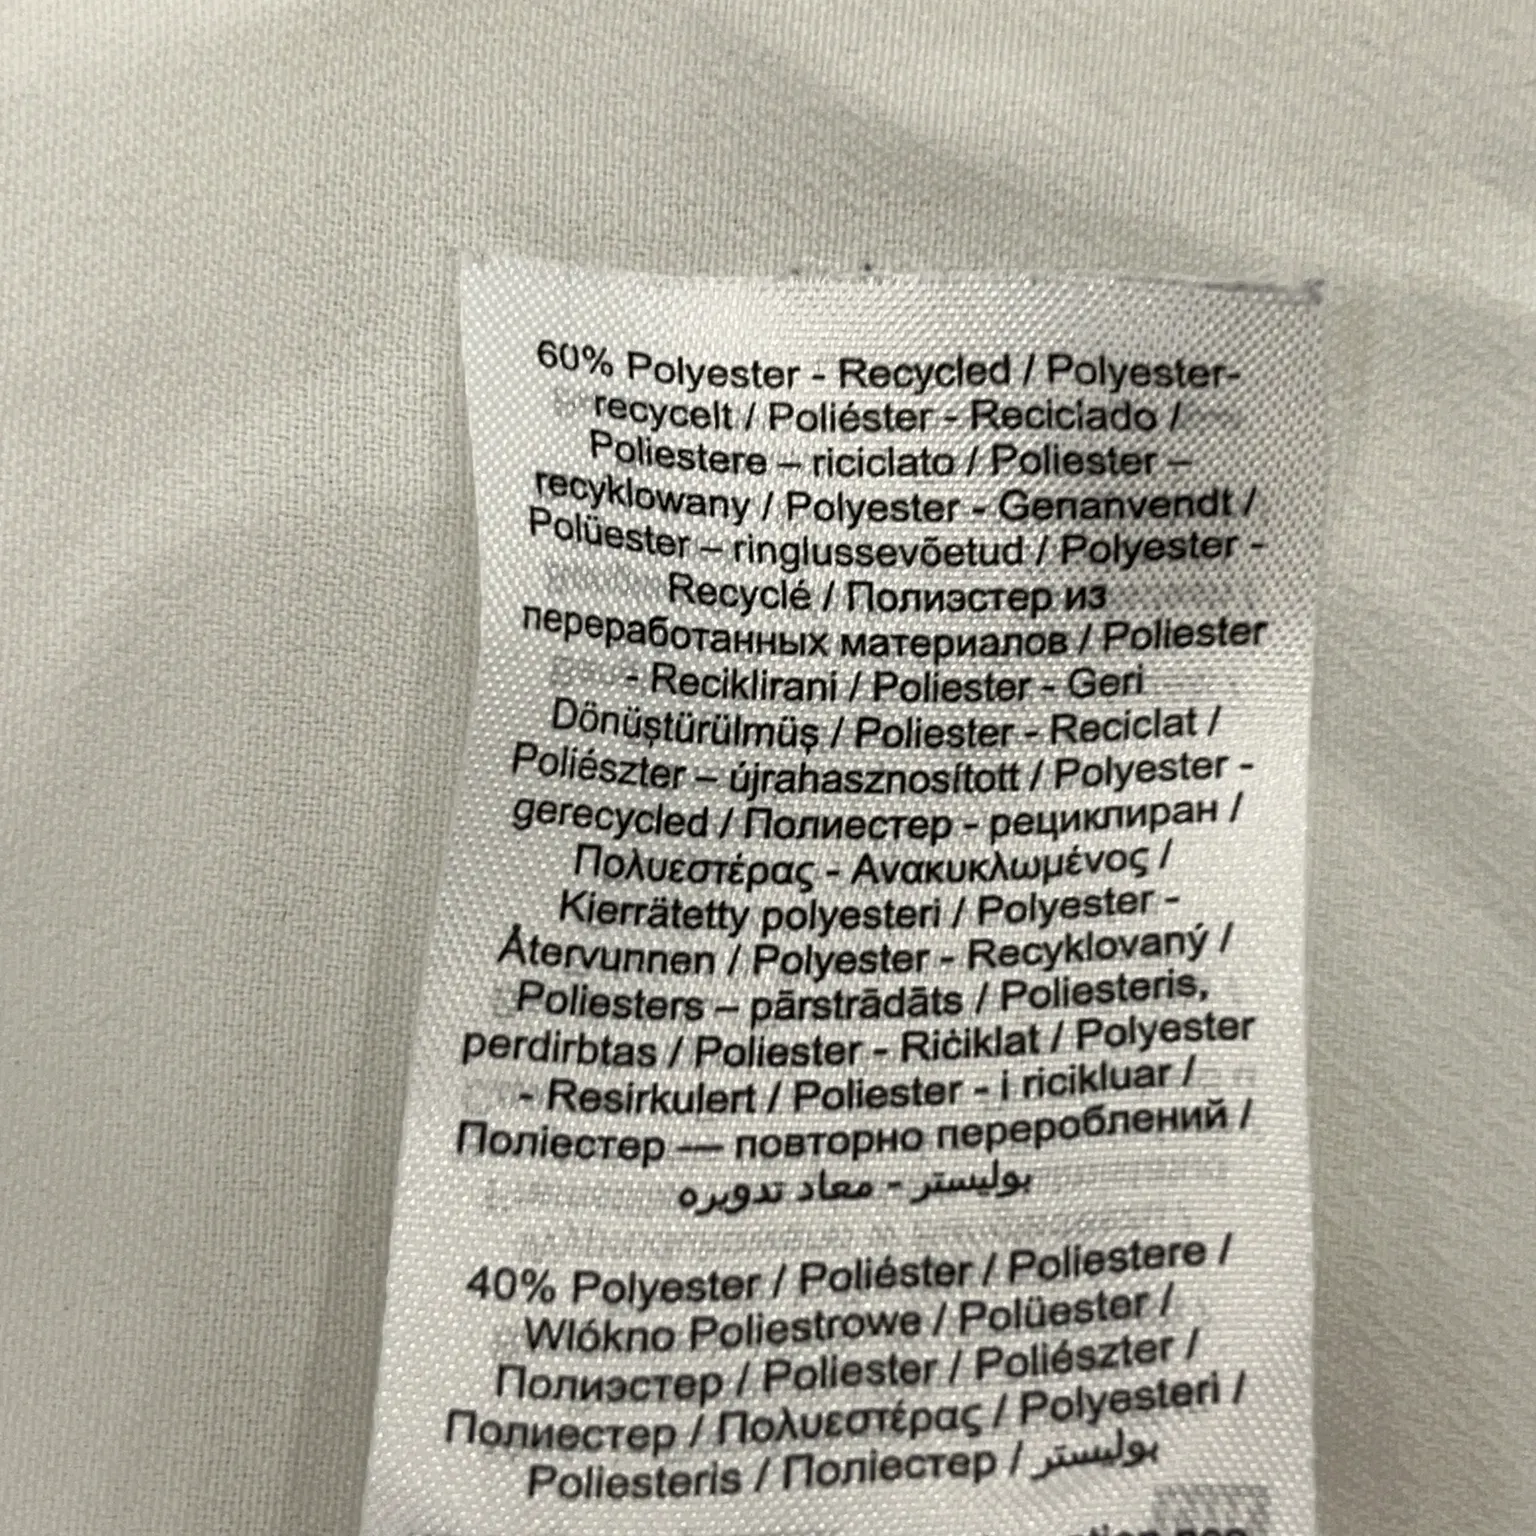 60% Polyester - Recycled / Polyester-
recycelt / Poliéster - Reciclado /
Poliestere – riciclato / Poliester –
recyklowany / Polyester - Genanvendt /
Polüester – ringlussevõetud / Polyester -
Recyclé / Полиэстер из
переработанных материалов / Poliester
- Reciklirani / Poliester - Geri
Dönüştürülmüş / Poliester - Reciclat /
Poliészter – újrahasznosított / Polyester -
gerecycled / Полиестер - рециклиран /
Πολυεστέρας - Ανακυκλωμένος /
Kierrätetty polyesteri / Polyester -
Återvunnen / Polyester - Recyklovaný /
Poliesters – pārstrādāts / Poliesteris,
perdirbtas / Poliester - Riċiklat / Polyester
- Resirkulert / Poliester - i ricikluar /
Поліестер — повторно перероблений /
بوليستر - معاد تدويره
40% Polyester / Poliéster / Poliestere /
Wlókno Poliestrowe / Polüester /
Полиэстер / Poliester / Poliészter /
Полиестер / Πολυεστέρας / Polyesteri /
Poliesteris / Поліестер / بوليستر